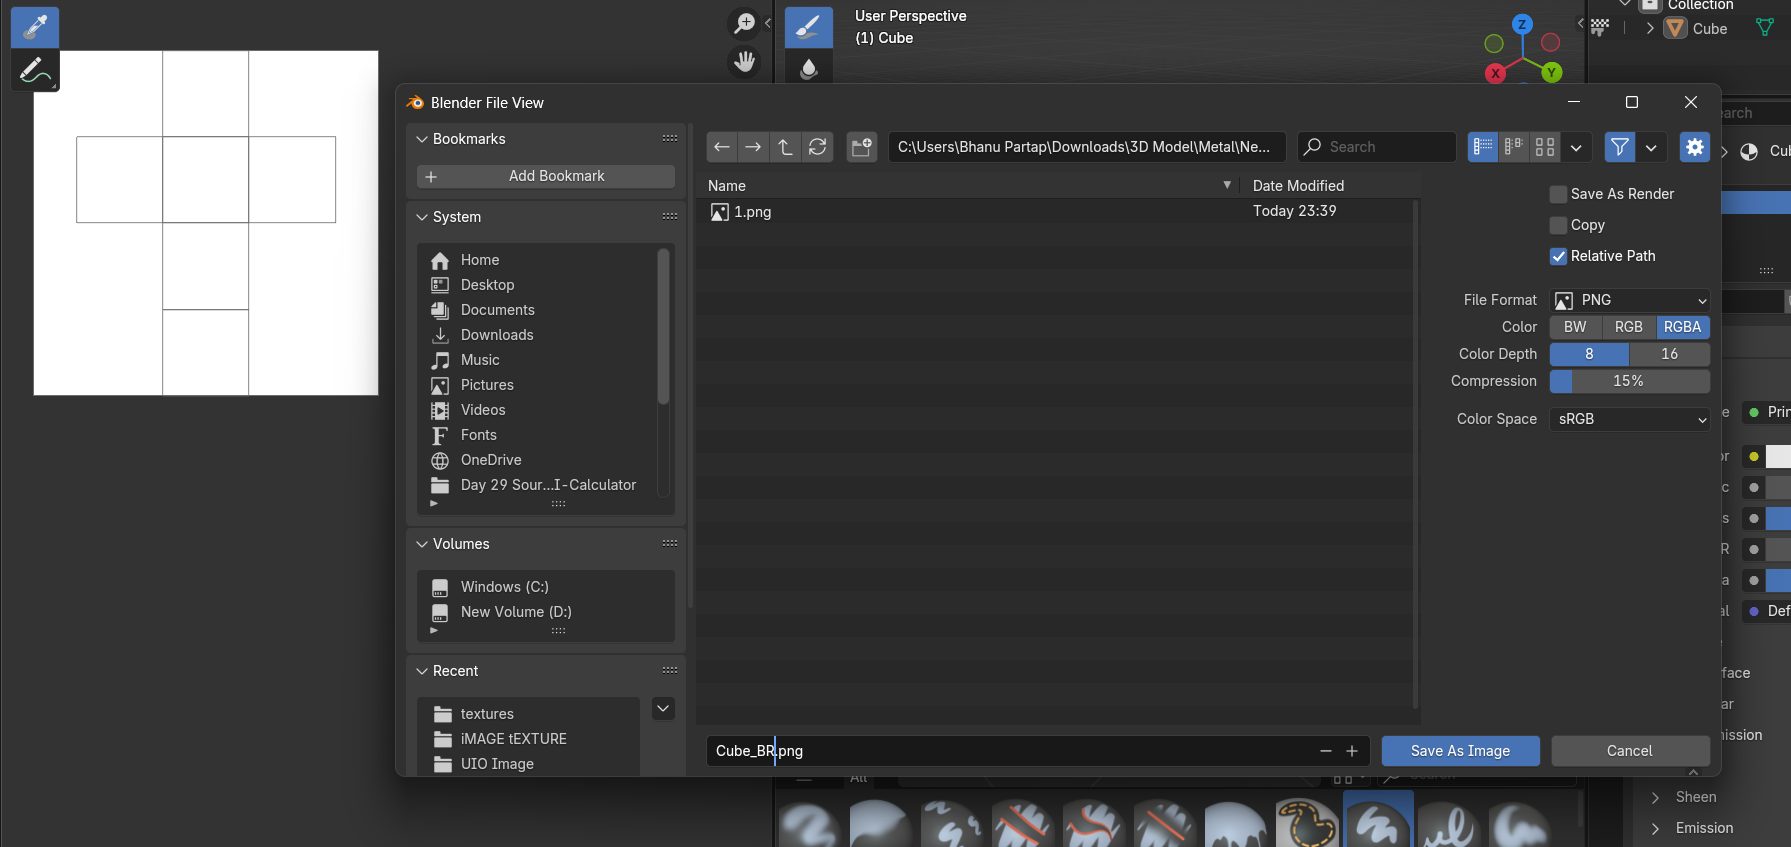 User Perspective
(1) Cube
Collection
Cube
Blender File View
Bookmarks
Add Bookmark
System
Home
Desktop
Documents
Downloads
Music
Pictures
Videos
Fonts
OneDrive
Day 29 Sour...I-Calculator
Volumes
Windows (C:)
New Volume (D:)
Recent
textures
iMAGE tEXTURE
UIO Image
C:\Users\Bhanu Partap\Downloads\3D Model\Metal\Ne...
Search
Name
Date Modified
1.png
Today 23:39
Save As Render
Copy
Relative Path
File Format
PNG
Color
BW
RGB
RGBA
Color Depth
8
16
Compression
15%
Color Space
sRGB
Cube_BR.png
Save As Image
Cancel
Z
X
Y
earch
Cul
e
Prin
or
c
s
R
a
al
Def
face
ar
nission
All
Sheen
Emission